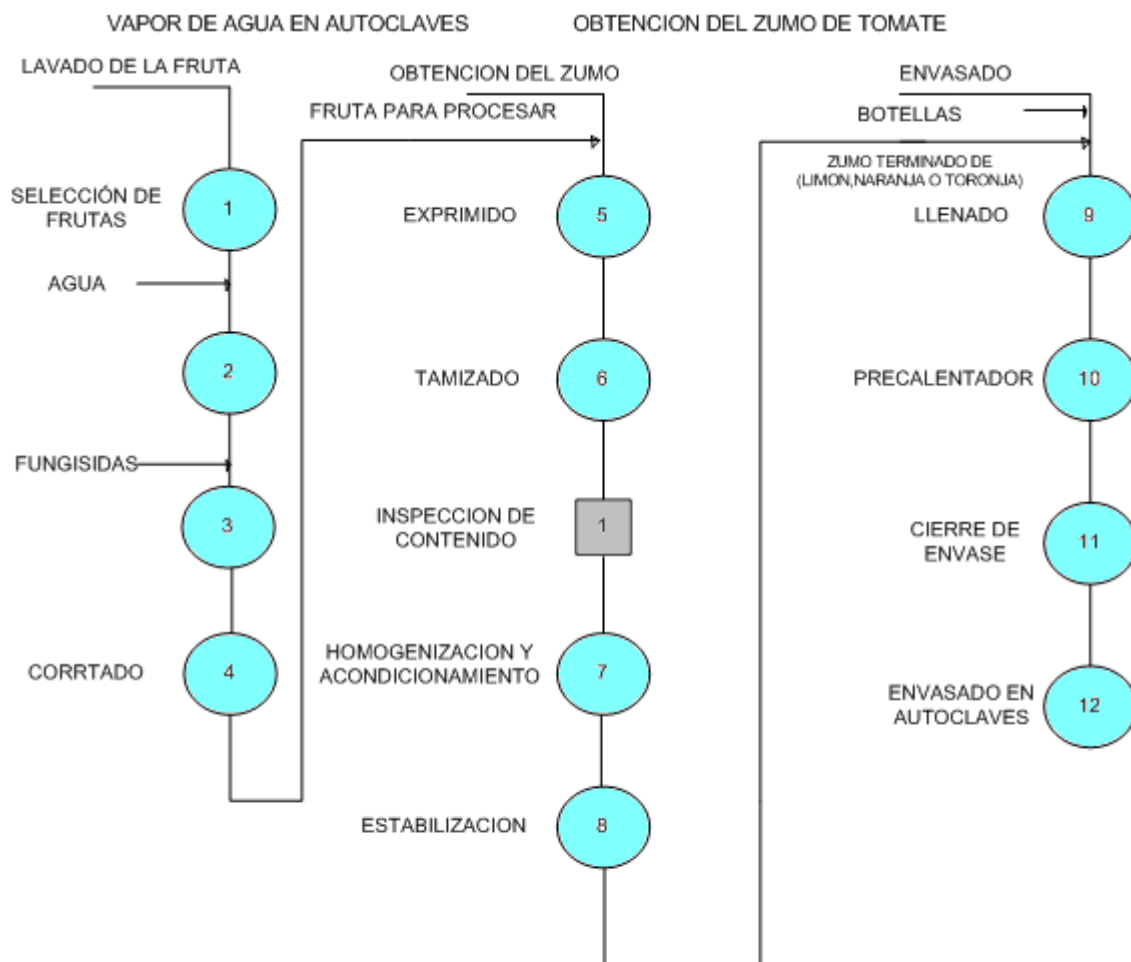 VAPOR DE AGUA EN AUTOCLAVES
OBTENCION DEL ZUMO DE TOMATE
LAVADO DE LA FRUTA
SELECCIÓN DE
FRUTAS
1
AGUA
2
FUNGISIDAS
3
CORRTADO
4
OBTENCION DEL ZUMO
FRUTA PARA PROCESAR
EXPRIMIDO
5
TAMIZADO
6
INSPECCION DE
CONTENIDO
1
HOMOGENIZACION Y
ACONDICIONAMIENTO
7
ESTABILIZACION
8
ENVASADO
BOTELLAS
ZUMO TERMINADO DE
(LIMON,NARANJA O TORONJA)
LLENADO
9
PRECALENTADOR
10
CIERRE DE
ENVASE
11
ENVASADO EN
AUTOCLAVES
12